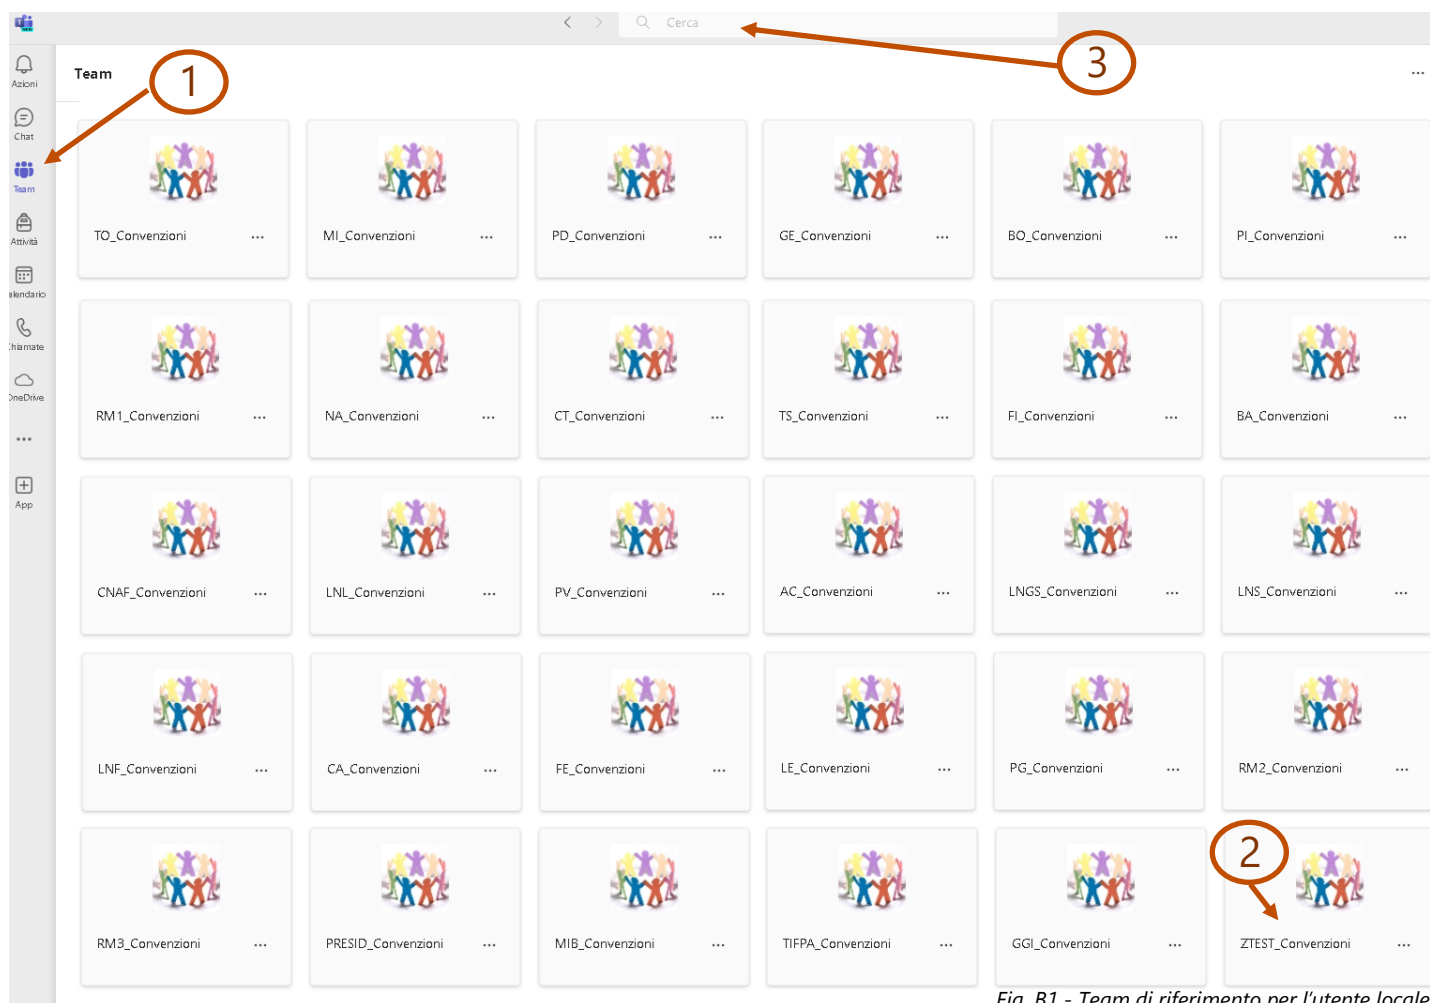 Cerca
3
Team
1
Azioni
Chat
Team
Attività
alendario
hiamate
OneDrive
App
TO_Convenzioni
MI_Convenzioni
PD_Convenzioni
GE_Convenzioni
BO_Convenzioni
PI_Convenzioni
RM1_Convenzioni
NA_Convenzioni
CT_Convenzioni
TS_Convenzioni
FI_Convenzioni
BA_Convenzioni
CNAF_Convenzioni
LNL_Convenzioni
PV_Convenzioni
AC_Convenzioni
LNGS_Convenzioni
LNS_Convenzioni
LNF_Convenzioni
CA_Convenzioni
FE_Convenzioni
LE_Convenzioni
PG_Convenzioni
RM2_Convenzioni
2
RM3_Convenzioni
PRESID_Convenzioni
MIB_Convenzioni
TIFPA_Convenzioni
GGI_Convenzioni
ZTEST_Convenzioni
Fig. B1 - Team di riferimento per l'utente locale